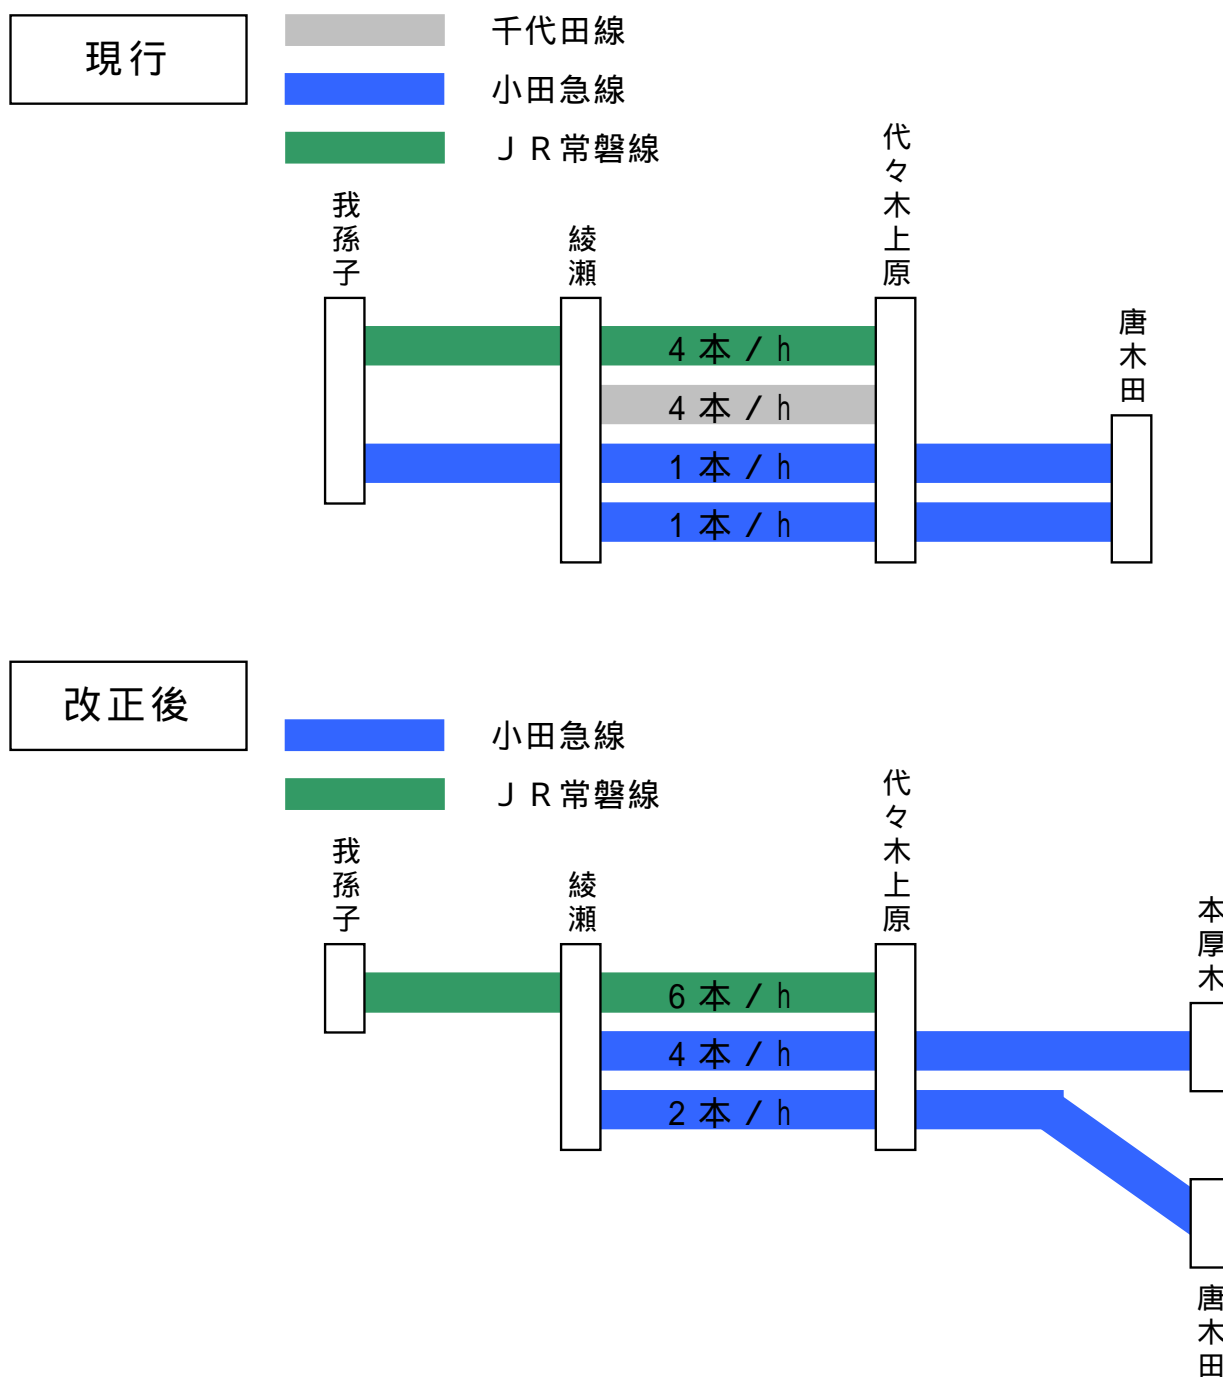 現行
千代田線
小田急線
ＪＲ常磐線
我孫子
綾瀬
代々木上原
唐木田
4本/h
4本/h
1本/h
1本/h
改正後
小田急線
ＪＲ常磐線
我孫子
綾瀬
代々木上原
本厚木
6本/h
4本/h
2本/h
唐木田